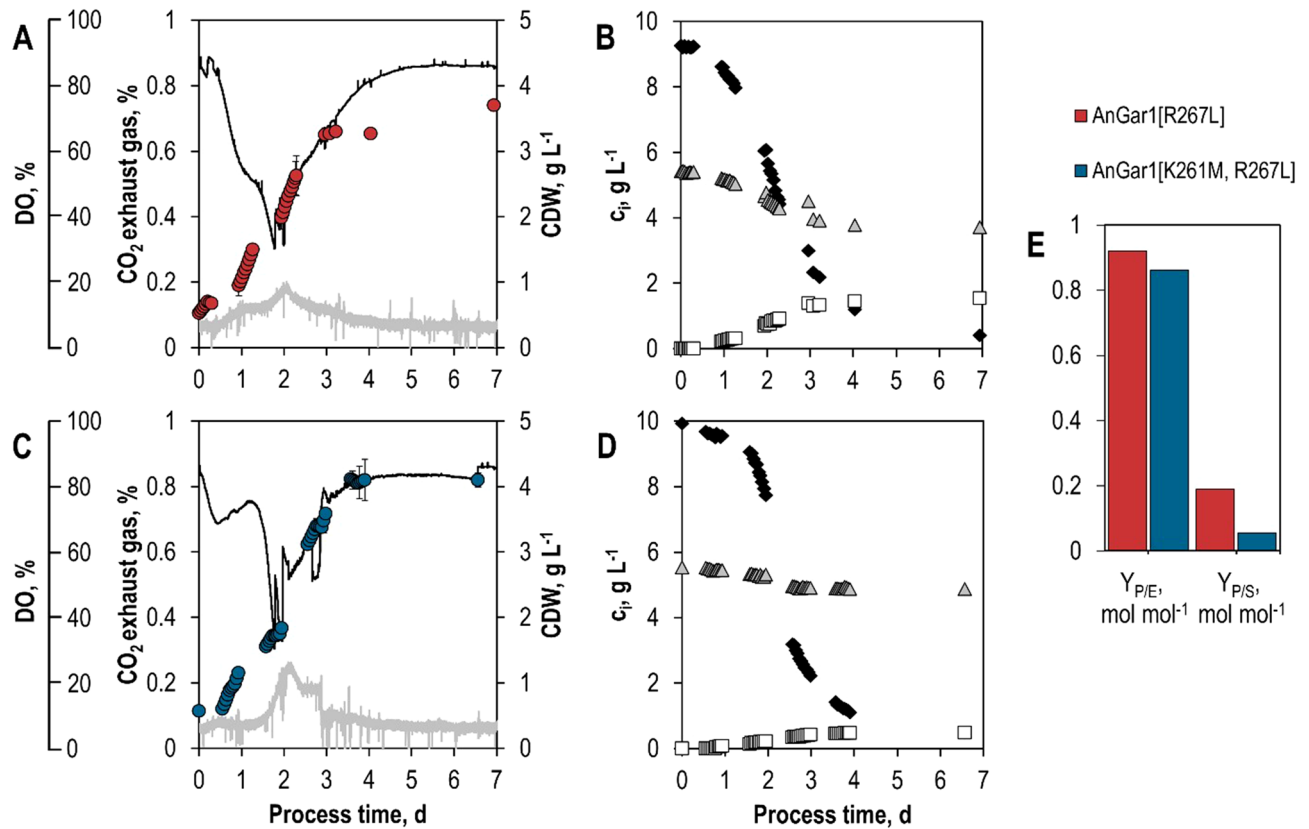 A
DO, %
100
80
60
40
20
0
CO2 exhaust gas, %
1
0.8
0.6
0.4
0.2
0
CDW, g L-1
5
4
3
2
1
0
0 1 2 3 4 5 6 7
B
ci, g L-1
10
8
6
4
2
0
0 1 2 3 4 5 6 7
AnGar1[R267L]
AnGar1[K261M, R267L]
C
DO, %
100
80
60
40
20
0
CO2 exhaust gas, %
1
0.8
0.6
0.4
0.2
0
CDW, g L-1
5
4
3
2
1
0
0 1 2 3 4 5 6 7
Process time, d
D
ci, g L-1
10
8
6
4
2
0
0 1 2 3 4 5 6 7
Process time, d
E
1
0.8
0.6
0.4
0.2
0
YP/E, YP/S,
mol mol-1 mol mol-1